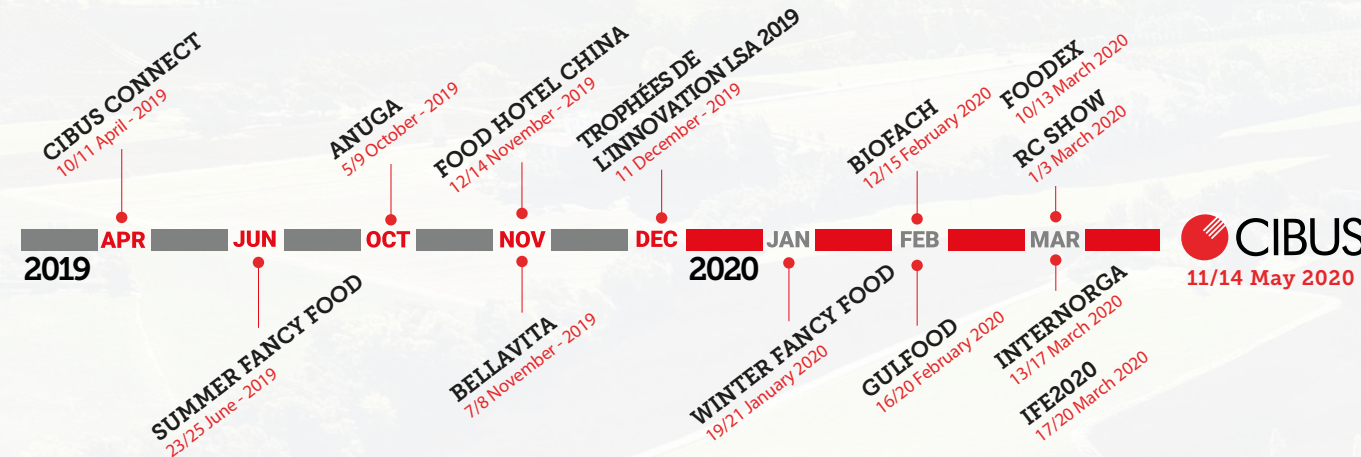 CIBUS CONNECT
10/11 April - 2019
ANUGA
5/9 October - 2019
FOOD HOTEL CHINA
12/14 November - 2019
TROPHÉES DE
L'INNOVATION LSA 2019
11 December - 2019
BIOFACH
12/15 February 2020
FOODEX
10/13 March 2020
RC SHOW
1/3 March 2020
APR
JUN
OCT
NOV
DEC
JAN
FEB
MAR
CIBUS
11/14 May 2020
2019
2020
SUMMER FANCY FOOD
23/25 June - 2019
BELLAVITA
7/8 November - 2019
WINTER FANCY FOOD
19/21 January 2020
GULFOOD
16/20 February 2020
INTERNORGA
13/17 March 2020
IFE2020
17/20 March 2020